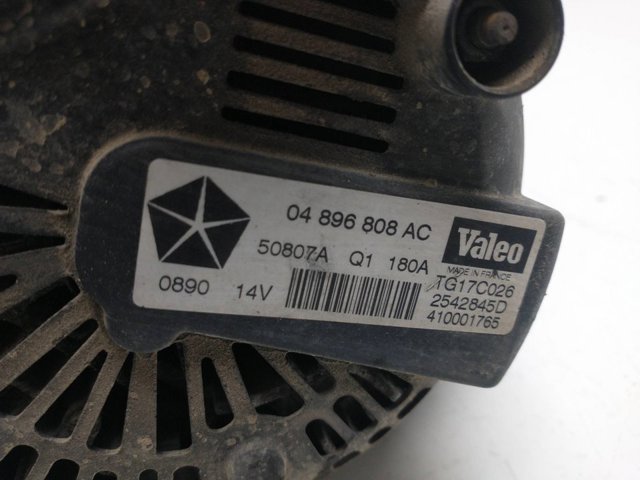 04 896 808 AC
Valeo
MADE IN FRANCE
50807A Q1 180A
TG17C026
0890 14V
2542845D
410001765